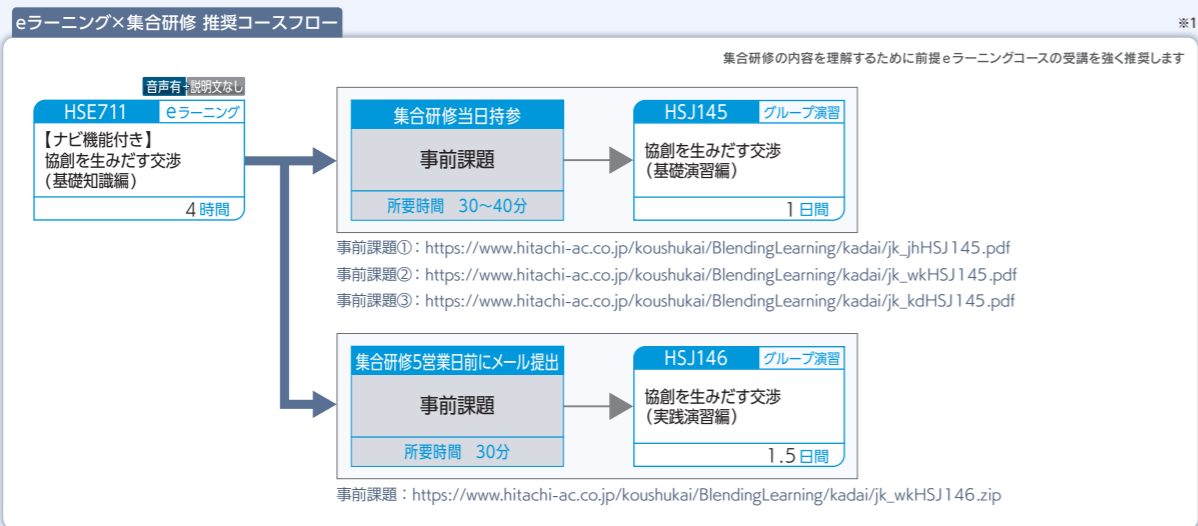 eラーニング×集合研修 推奨コースフロー
※1
集合研修の内容を理解するために前提eラーニングコースの受講を強く推奨します
音声有+説明文なし
HSE711 eラーニング
【ナビ機能付き】
協創を生みだす交渉
(基礎知識編)
4時間
集合研修当日持参
事前課題
所要時間 30~40分
HSJ145 グループ演習
協創を生みだす交渉
(基礎演習編)
1日間
事前課題①:https://www.hitachi-ac.co.jp/koushukai/BlendingLearning/kadai/jk_jhHSJ145.pdf
事前課題②:https://www.hitachi-ac.co.jp/koushukai/BlendingLearning/kadai/jk_wkHSJ145.pdf
事前課題③:https://www.hitachi-ac.co.jp/koushukai/BlendingLearning/kadai/jk_kdHSJ145.pdf
集合研修5営業日前にメール提出
事前課題
所要時間 30分
HSJ146 グループ演習
協創を生みだす交渉
(実践演習編)
1.5日間
事前課題:https://www.hitachi-ac.co.jp/koushukai/BlendingLearning/kadai/jk_wkHSJ146.zip